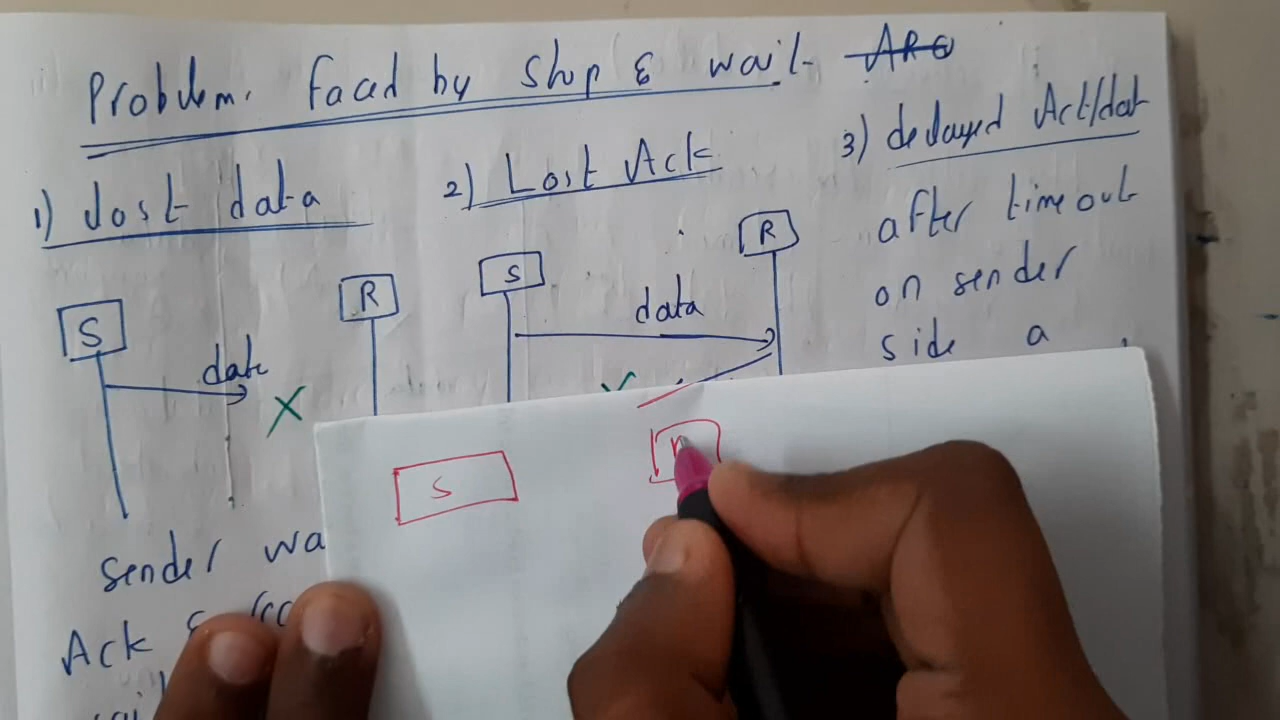 Problem. faced by Stop & wait ARQ
1) Lost data
2) Lost Ack
3) delayed Ack/dat
after timeout
on sender
side a
S
R
data
S
R
data
S
sender wa
Ack